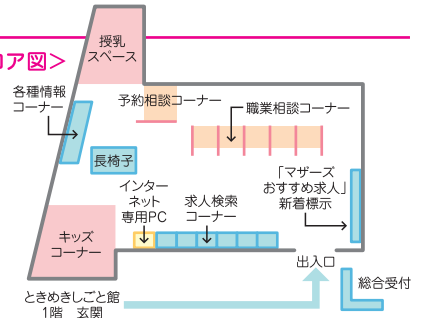 ロア図>
授乳
スペース
各種情報
コーナー
予約相談コーナー
職業相談コーナー
長椅子
インター
ネット
専用PC
求人検索
コーナー
「マザーズ
おすすめ求人」
新着標示
キッズ
コーナー
出入口
総合受付
ときめきしごと館
1階 玄関